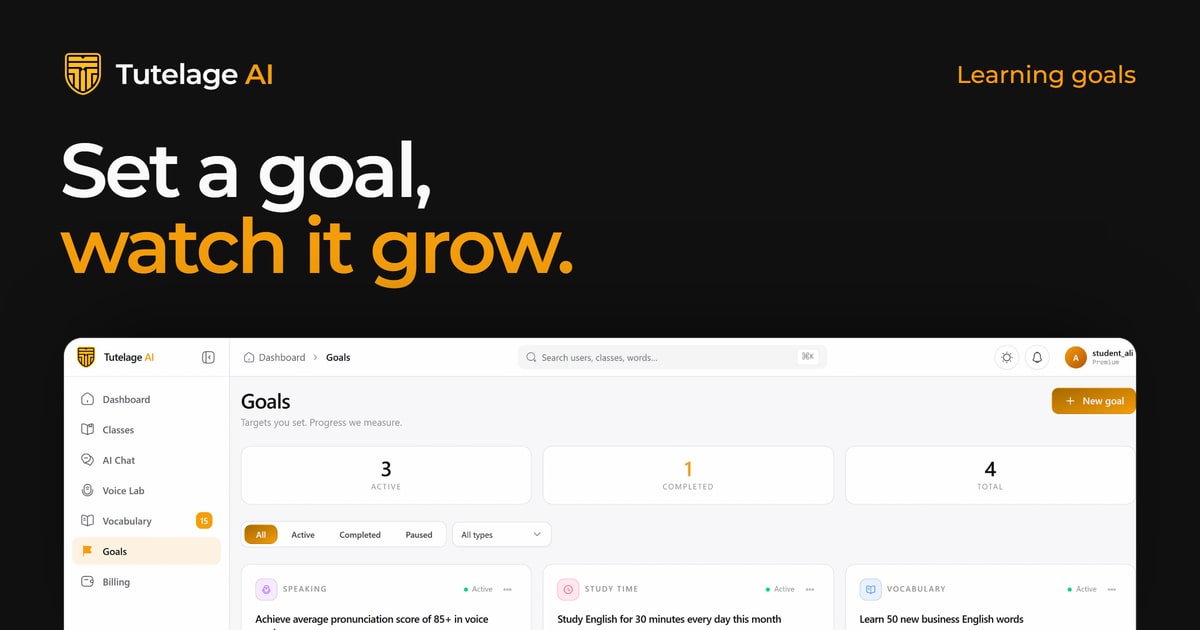 Tutelage AI
Learning goals
Set a goal,
watch it grow.
Tutelage AI
Dashboard > Goals
Search users, classes, words...
⌘K
A
student_ali
Premium
Dashboard
Classes
AI Chat
Voice Lab
Vocabulary
15
Goals
Billing
Goals
Targets you set. Progress we measure.
+ New goal
3
ACTIVE
1
COMPLETED
4
TOTAL
All
Active
Completed
Paused
All types
SPEAKING
Active
Achieve average pronunciation score of 85+ in voice
STUDY TIME
Active
Study English for 30 minutes every day this month
VOCABULARY
Active
Learn 50 new business English words